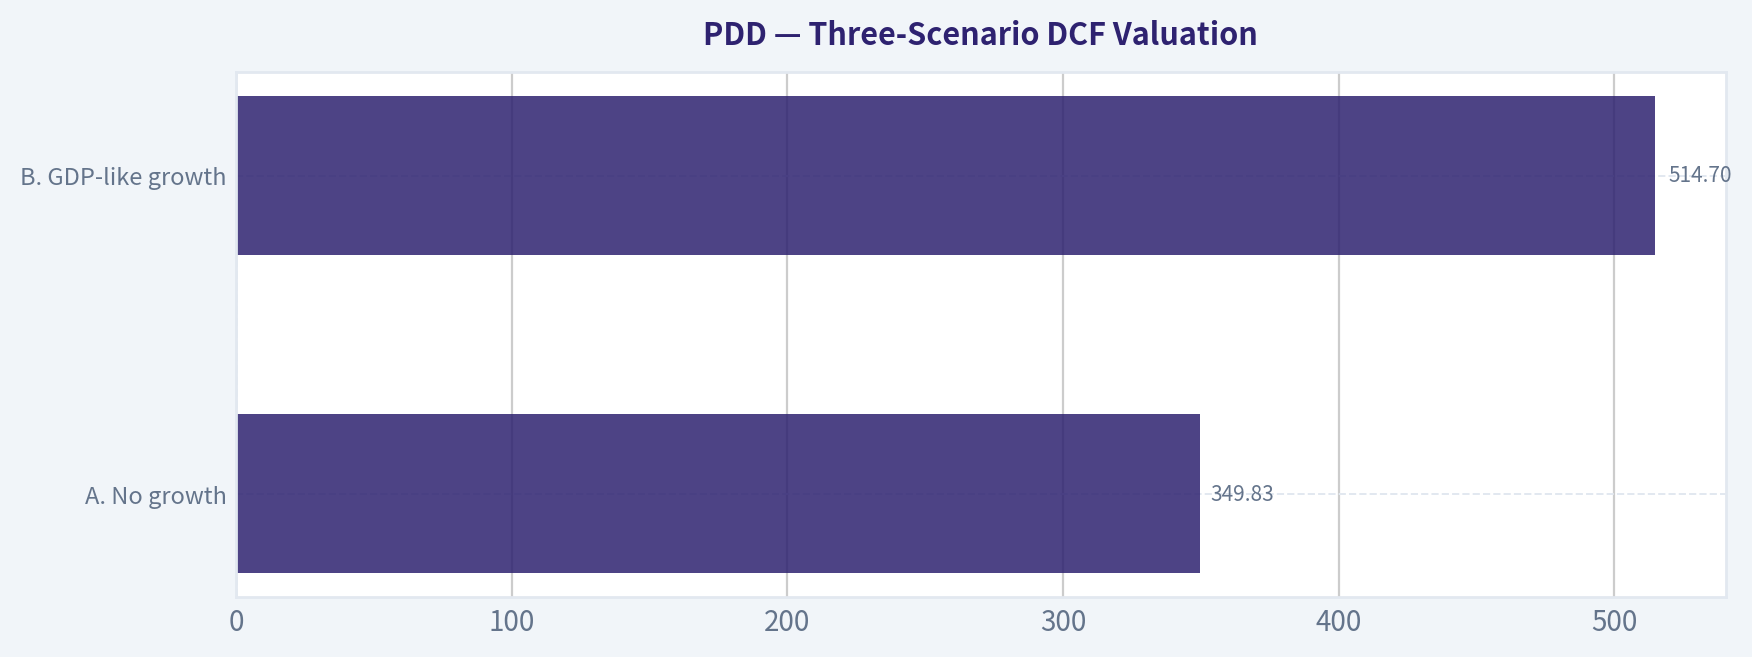 PDD — Three-Scenario DCF Valuation
B. GDP-like growth
514.70
A. No growth
349.83
0 100 200 300 400 500